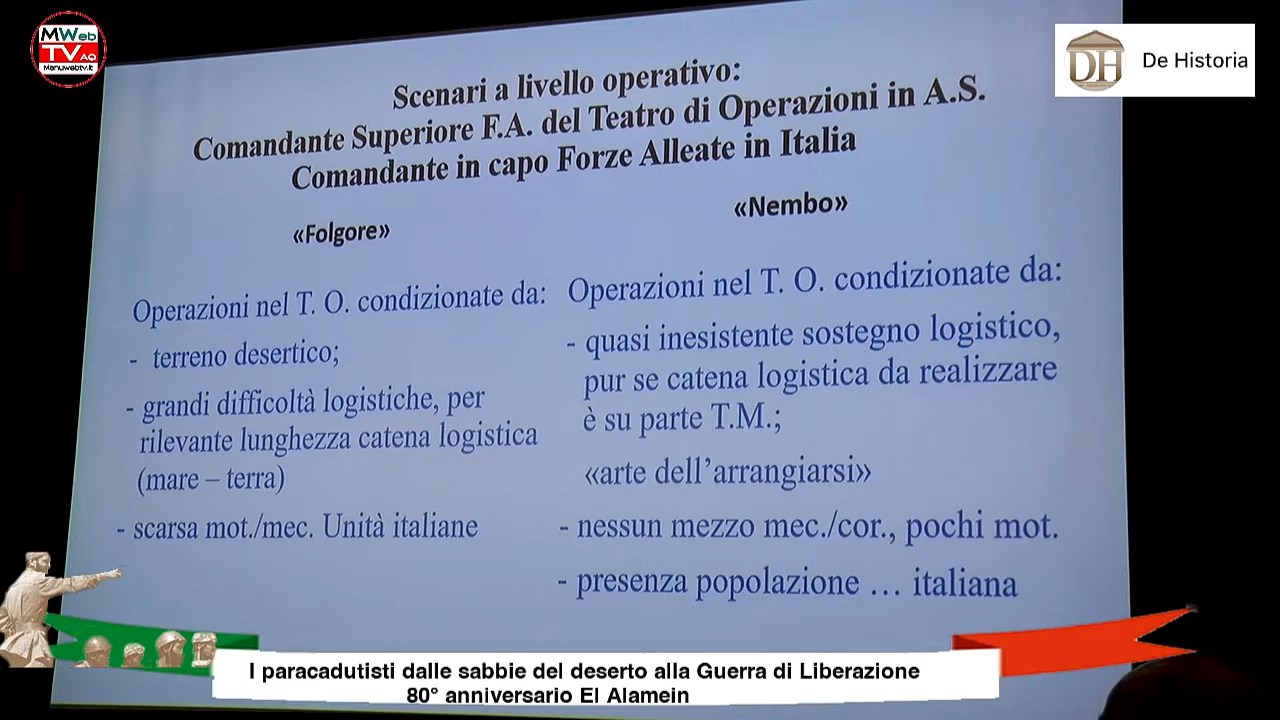 MWeb
TV AQ
Manuwebtv.it
DH De Historia
Scenari a livello operativo:
Comandante Superiore F.A. del Teatro di Operazioni in A.S.
Comandante in capo Forze Alleate in Italia
«Folgore»
Operazioni nel T. O. condizionate da:
- terreno desertico;
- grandi difficoltà logistiche, per
rilevante lunghezza catena logistica
(mare – terra)
- scarsa mot./mec. Unità italiane
«Nembo»
Operazioni nel T. O. condizionate da:
- quasi inesistente sostegno logistico,
pur se catena logistica da realizzare
è su parte T.M.;
«arte dell’arrangiarsi»
- nessun mezzo mec./cor., pochi mot.
- presenza popolazione … italiana
I paracadutisti dalle sabbie del deserto alla Guerra di Liberazione
80° anniversario El Alamein